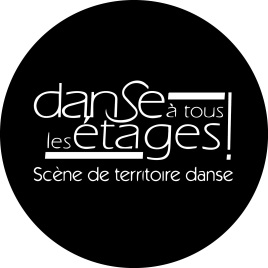 danse
à tous
les étages!
Scène de territoire danse